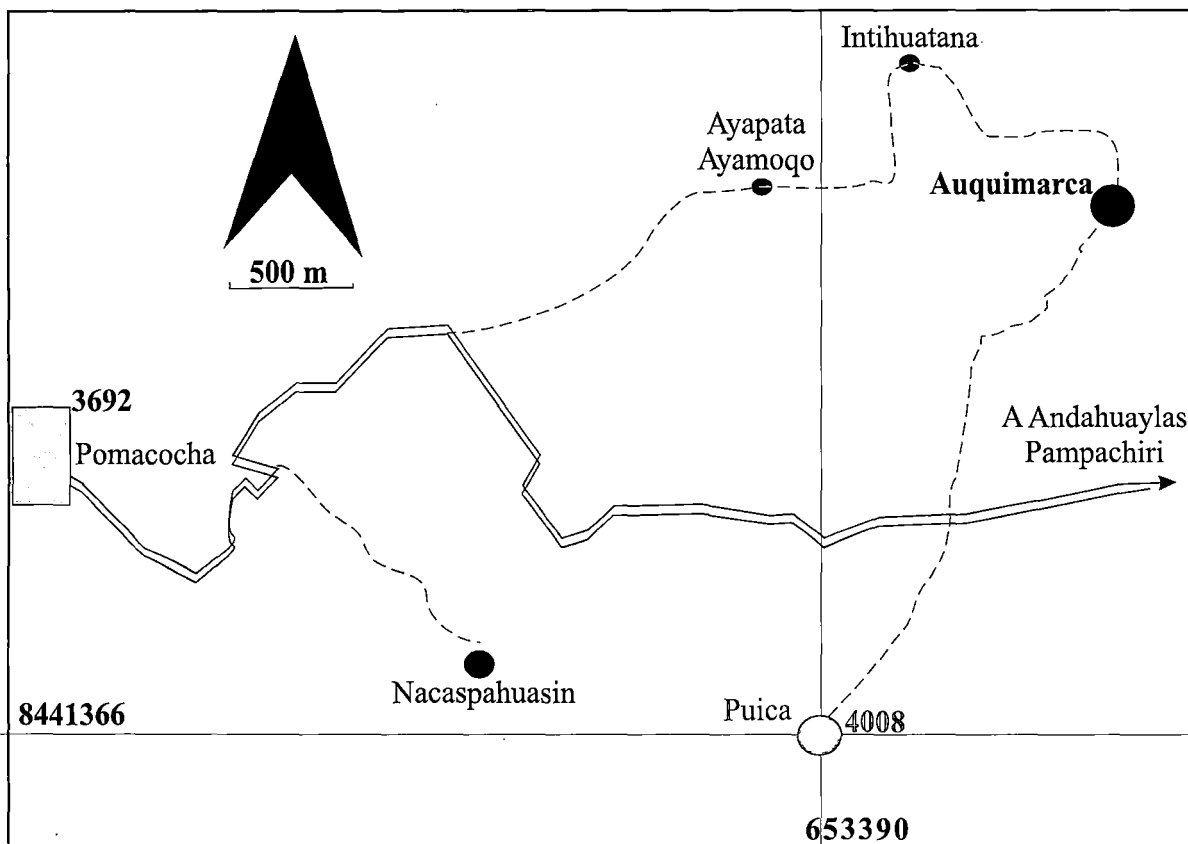 Intihuatana
Ayapata
Ayamoqo
Auquimarca
500 m
3692
Pomacocha
A Andahuaylas
Pampachiri
Nacaspahuasin
Puica
4008
8441366
653390